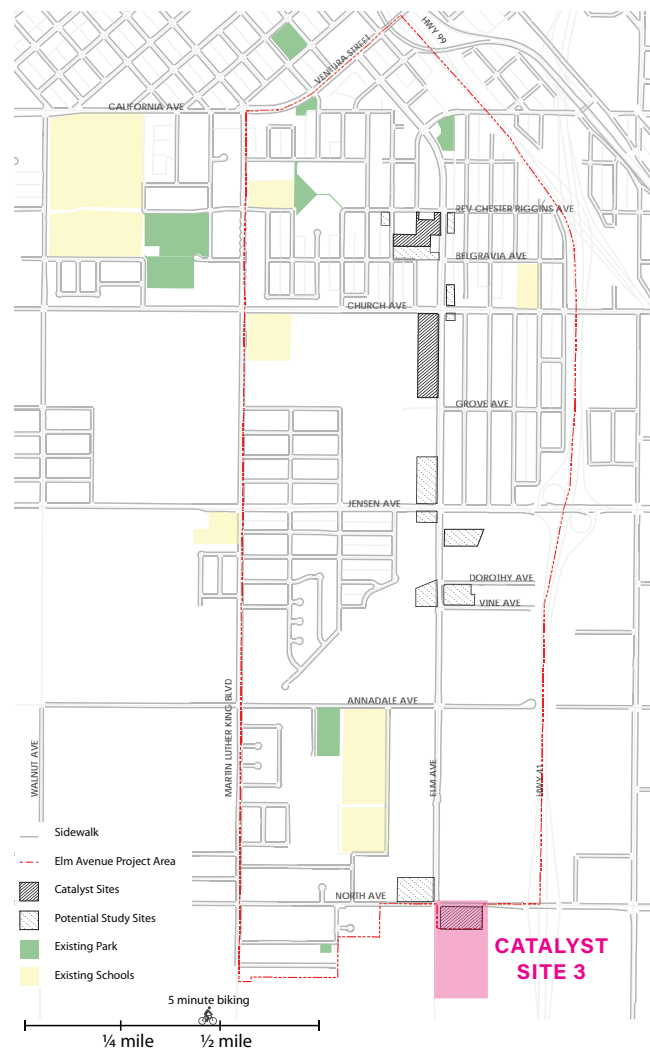 HWY 99
VENTURA STREET
CALIFORNIA AVE
REV CHESTER RIGGINS AVE
BELGRAVIA AVE
CHURCH AVE
GROVE AVE
JENSEN AVE
DOROTHY AVE
VINE AVE
ANNADALE AVE
WALNUT AVE
MARTIN LUTHER KING BLVD
ELM AVE
HWY 41
NORTH AVE
CATALYST
SITE 3
Sidewalk
Elm Avenue Project Area
Catalyst Sites
Potential Study Sites
Existing Park
Existing Schools
5 minute biking
¼ mile
½ mile